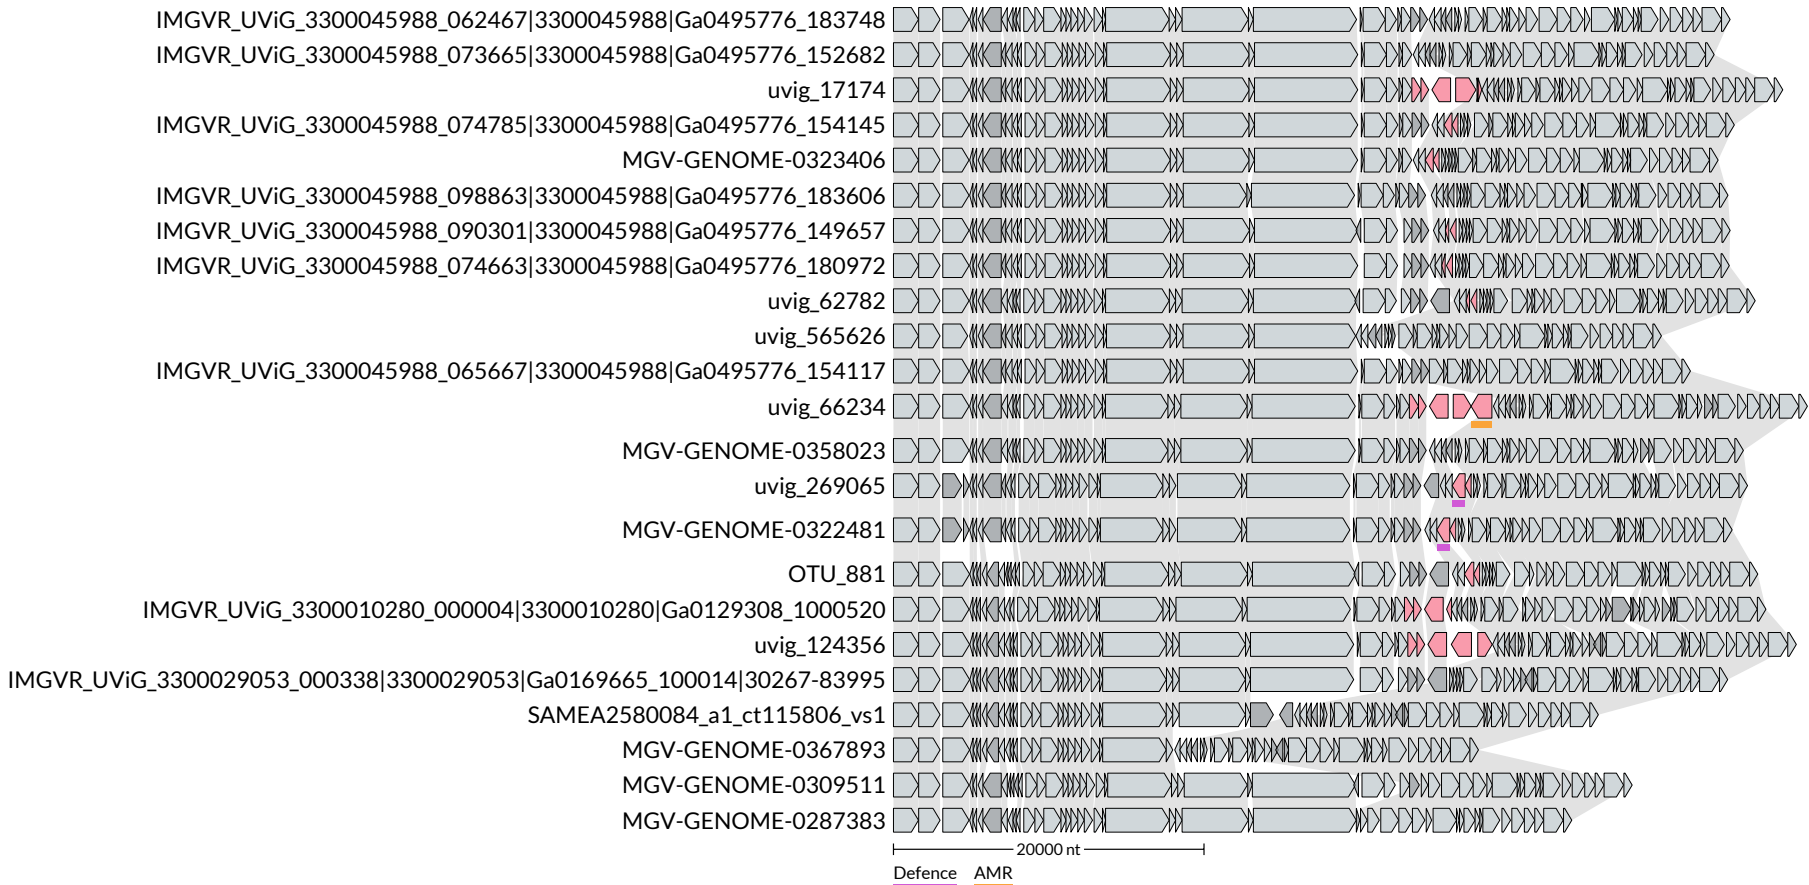 IMGVR_UViG_3300045988_062467|3300045988|Ga0495776_183748
IMGVR_UViG_3300045988_073665|3300045988|Ga0495776_152682
uvig_17174
IMGVR_UViG_3300045988_074785|3300045988|Ga0495776_154145
MGV-GENOME-0323406
IMGVR_UViG_3300045988_098863|3300045988|Ga0495776_183606
IMGVR_UViG_3300045988_090301|3300045988|Ga0495776_149657
IMGVR_UViG_3300045988_074663|3300045988|Ga0495776_180972
uvig_62782
uvig_565626
IMGVR_UViG_3300045988_065667|3300045988|Ga0495776_154117
uvig_66234
MGV-GENOME-0358023
uvig_269065
MGV-GENOME-0322481
OTU_881
IMGVR_UViG_3300010280_000004|3300010280|Ga0129308_1000520
uvig_124356
IMGVR_UViG_3300029053_000338|3300029053|Ga0169665_100014|30267-83995
SAMEA2580084_a1_ct115806_vs1
MGV-GENOME-0367893
MGV-GENOME-0309511
MGV-GENOME-0287383
20000 nt
Defence AMR